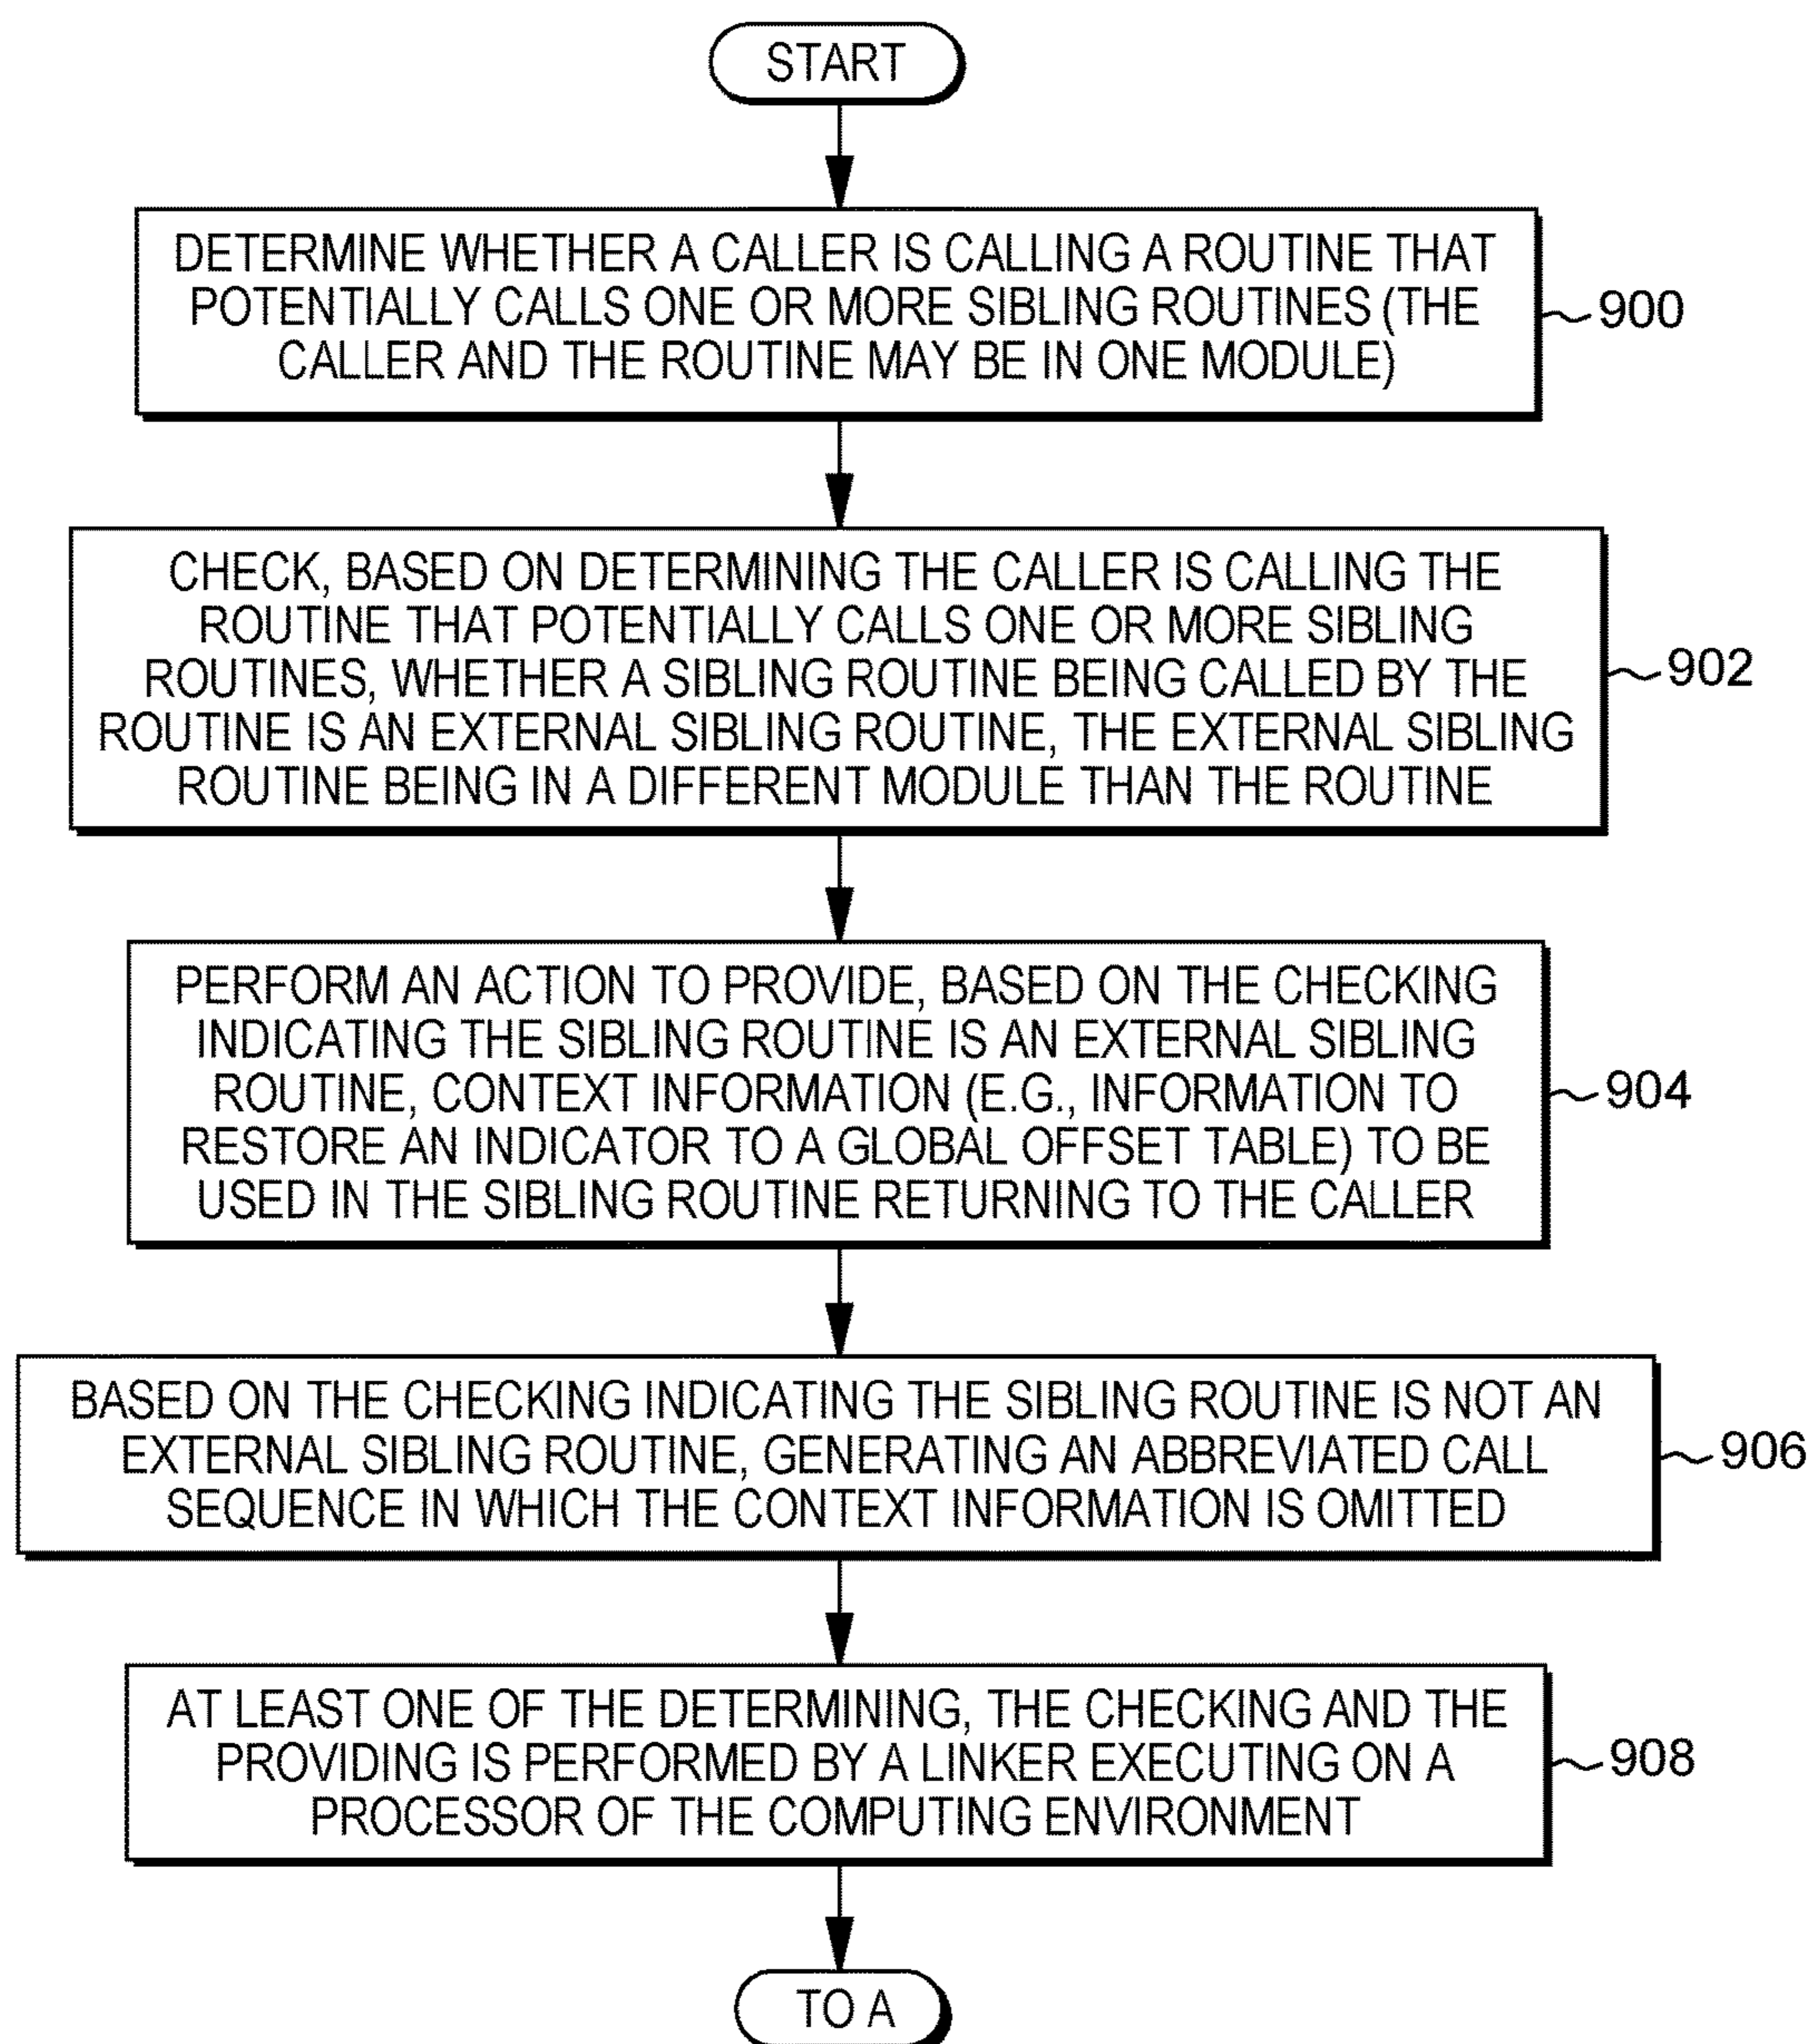 START
DETERMINE WHETHER A CALLER IS CALLING A ROUTINE THAT
POTENTIALLY CALLS ONE OR MORE SIBLING ROUTINES (THE
CALLER AND THE ROUTINE MAY BE IN ONE MODULE)
900
CHECK, BASED ON DETERMINING THE CALLER IS CALLING THE
ROUTINE THAT POTENTIALLY CALLS ONE OR MORE SIBLING
ROUTINES, WHETHER A SIBLING ROUTINE BEING CALLED BY THE
ROUTINE IS AN EXTERNAL SIBLING ROUTINE, THE EXTERNAL SIBLING
ROUTINE BEING IN A DIFFERENT MODULE THAN THE ROUTINE
902
PERFORM AN ACTION TO PROVIDE, BASED ON THE CHECKING
INDICATING THE SIBLING ROUTINE IS AN EXTERNAL SIBLING
ROUTINE, CONTEXT INFORMATION (E.G., INFORMATION TO
RESTORE AN INDICATOR TO A GLOBAL OFFSET TABLE) TO BE
USED IN THE SIBLING ROUTINE RETURNING TO THE CALLER
904
BASED ON THE CHECKING INDICATING THE SIBLING ROUTINE IS NOT AN
EXTERNAL SIBLING ROUTINE, GENERATING AN ABBREVIATED CALL
SEQUENCE IN WHICH THE CONTEXT INFORMATION IS OMITTED
906
AT LEAST ONE OF THE DETERMINING, THE CHECKING AND THE
PROVIDING IS PERFORMED BY A LINKER EXECUTING ON A
PROCESSOR OF THE COMPUTING ENVIRONMENT
908
TO A